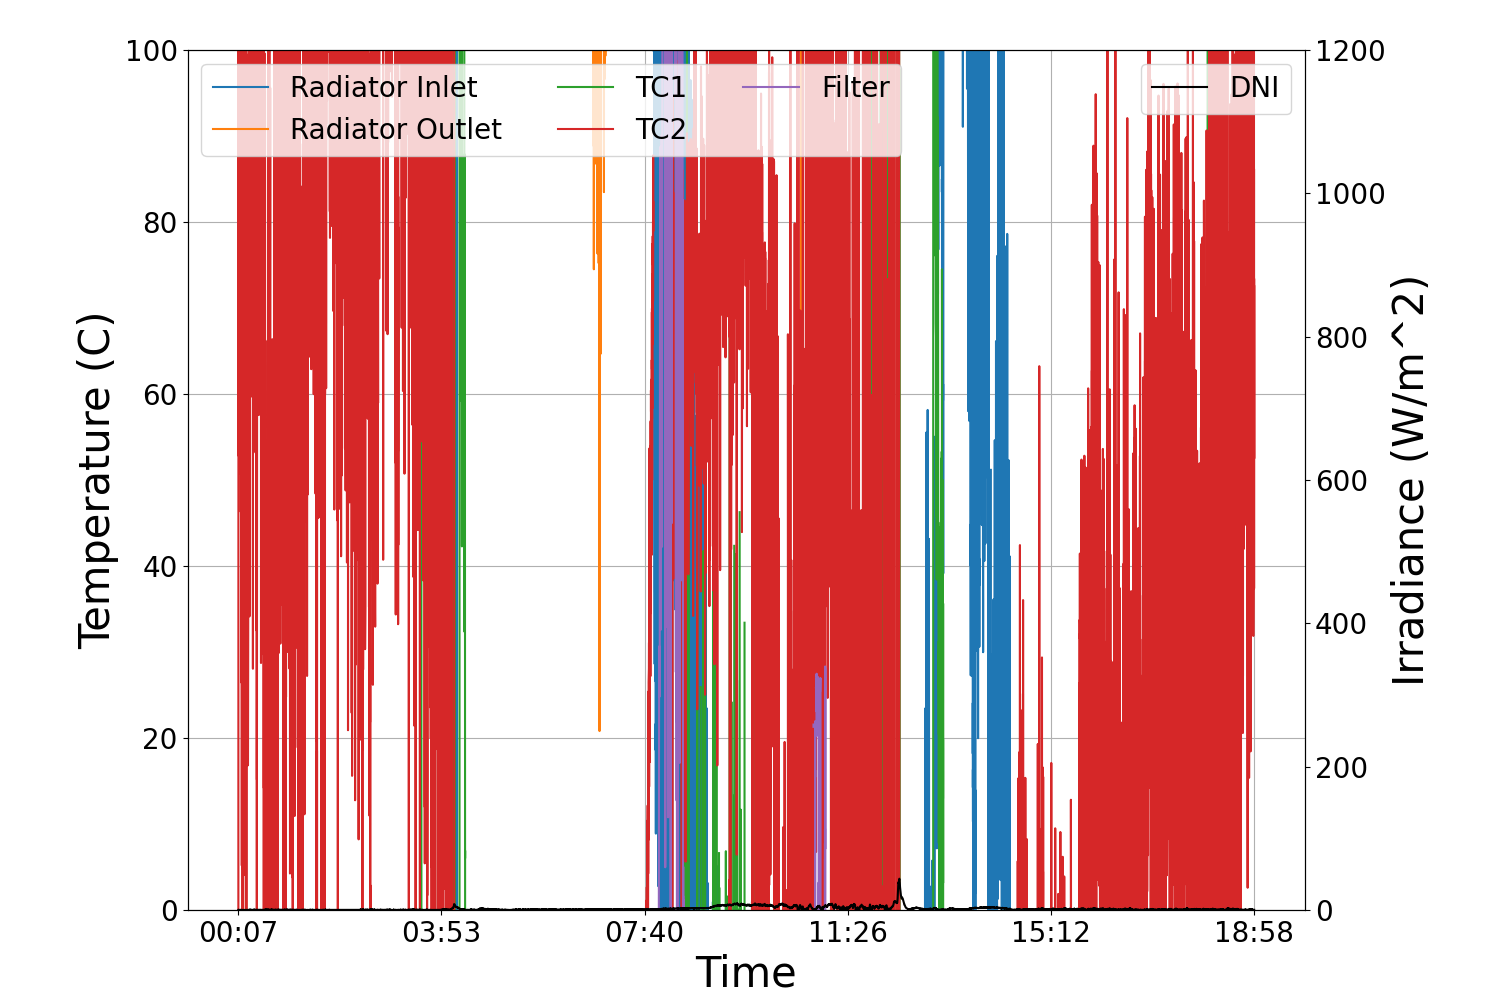 100
80
60
40
20
0
Temperature (C)
Radiator Inlet
Radiator Outlet
TC1
TC2
Filter
DNI
1200
1000
800
600
400
200
0
Irradiance (W/m^2)
00:07
03:53
07:40
11:26
15:12
18:58
Time